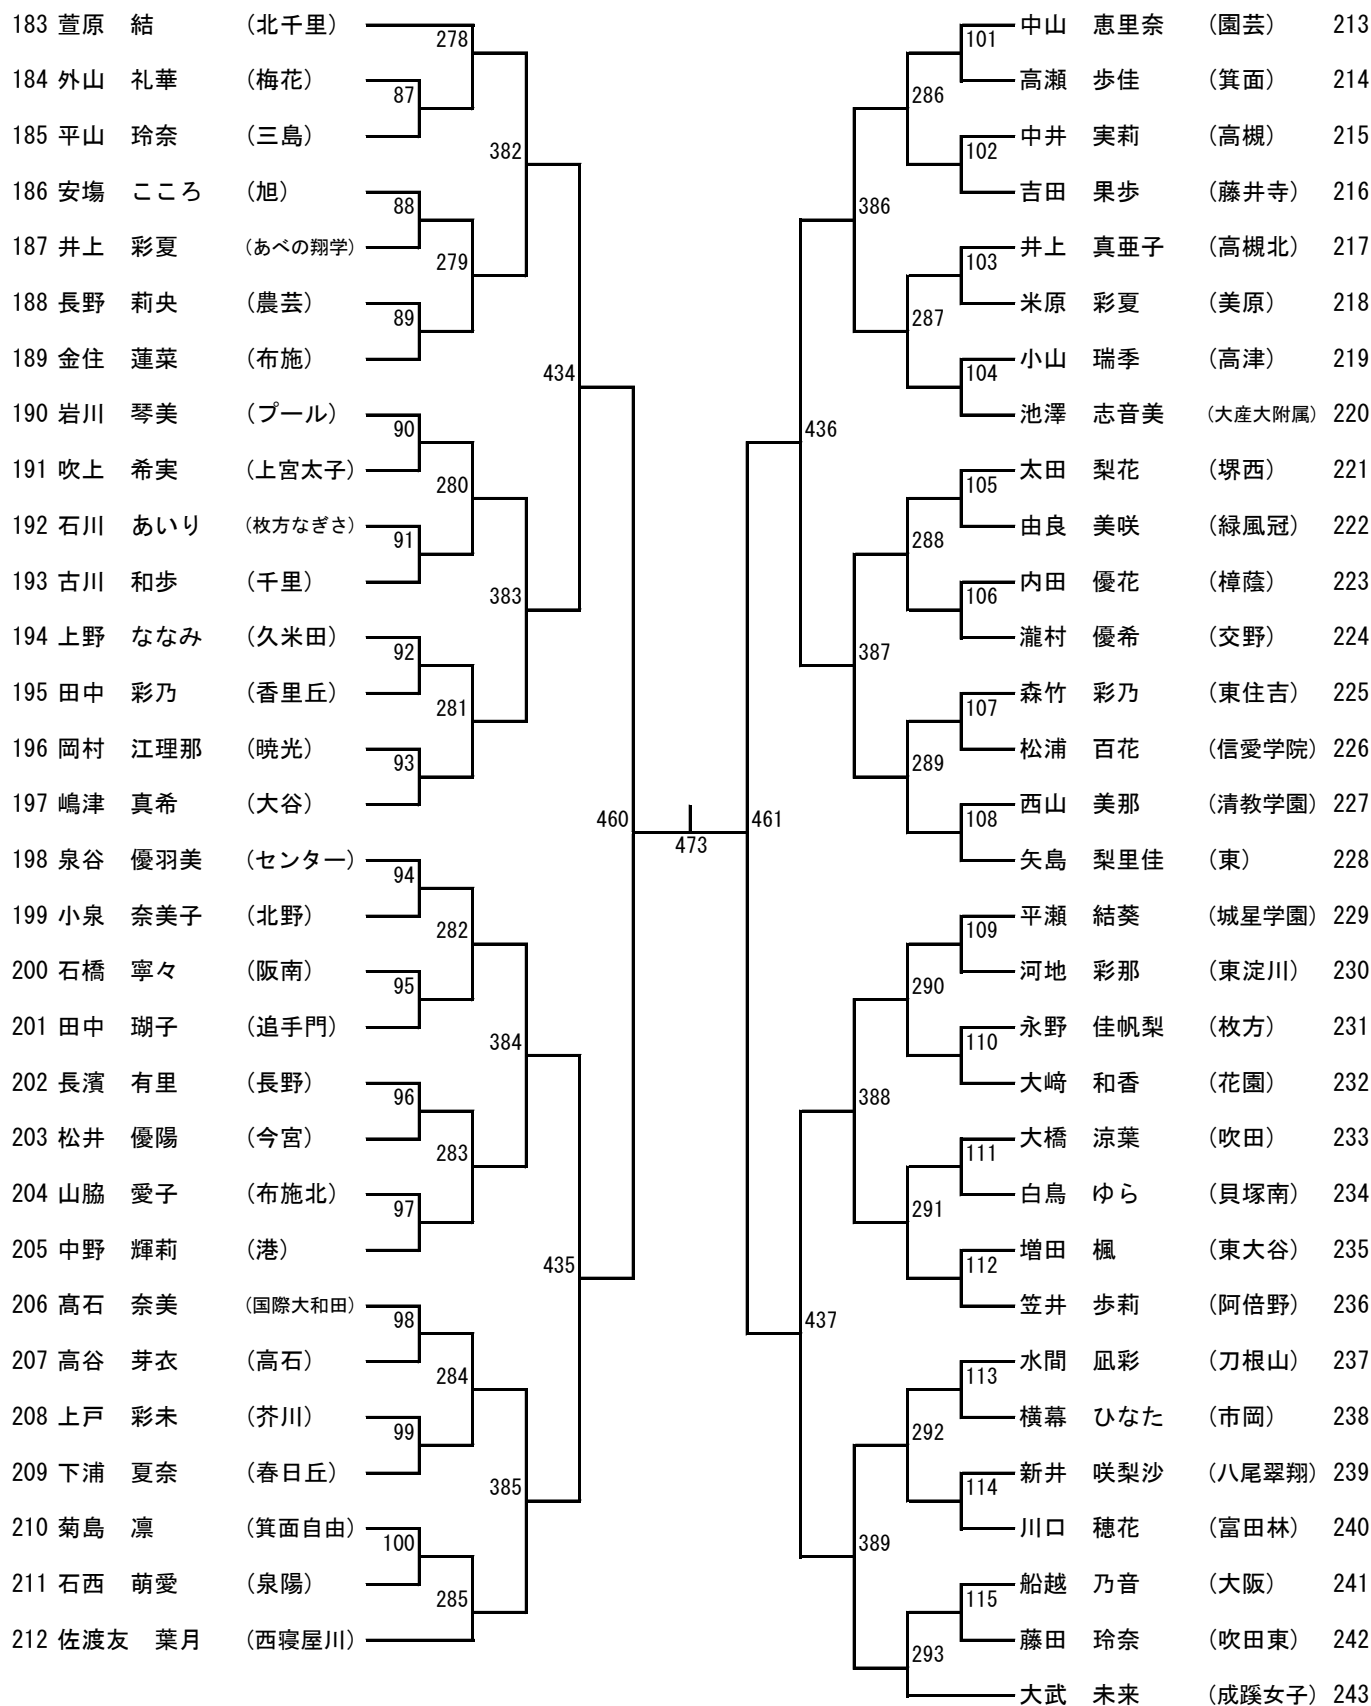 183 萱原 結 (北千里)
184 外山 礼華 (梅花)
185 平山 玲奈 (三島)
186 安塲 こころ (旭)
187 井上 彩夏 (あべの翔学)
188 長野 莉央 (農芸)
189 金住 蓮菜 (布施)
190 岩川 琴美 (プール)
191 吹上 希実 (上宮太子)
192 石川 あいり (枚方なぎさ)
193 古川 和歩 (千里)
194 上野 ななみ (久米田)
195 田中 彩乃 (香里丘)
196 岡村 江理那 (暁光)
197 嶋津 真希 (大谷)
198 泉谷 優羽美 (センター)
199 小泉 奈美子 (北野)
200 石橋 寧々 (阪南)
201 田中 瑚子 (追手門)
202 長濱 有里 (長野)
203 松井 優陽 (今宮)
204 山脇 愛子 (布施北)
205 中野 輝莉 (港)
206 髙石 奈美 (国際大和田)
207 高谷 芽衣 (高石)
208 上戸 彩未 (芥川)
209 下浦 夏奈 (春日丘)
210 菊島 凛 (箕面自由)
211 石西 萌愛 (泉陽)
212 佐渡友 葉月 (西寝屋川)
278
87
88
279
89
90
280
91
92
281
93
94
282
95
96
283
97
98
284
99
100
285
382
383
384
385
434
435
460
473
461
436
437
386
387
388
389
286
287
288
289
290
291
292
293
101
102
103
104
105
106
107
108
109
110
111
112
113
114
115
中山 恵里奈 (園芸) 213
高瀬 歩佳 (箕面) 214
中井 実莉 (高槻) 215
吉田 果歩 (藤井寺) 216
井上 真亜子 (高槻北) 217
米原 彩夏 (美原) 218
小山 瑞季 (高津) 219
池澤 志音美 (大産大附属) 220
太田 梨花 (堺西) 221
由良 美咲 (緑風冠) 222
内田 優花 (樟蔭) 223
瀧村 優希 (交野) 224
森竹 彩乃 (東住吉) 225
松浦 百花 (信愛学院) 226
西山 美那 (清教学園) 227
矢島 梨里佳 (東) 228
平瀬 結葵 (城星学園) 229
河地 彩那 (東淀川) 230
永野 佳帆梨 (枚方) 231
大﨑 和香 (花園) 232
大橋 涼葉 (吹田) 233
白鳥 ゆら (貝塚南) 234
増田 楓 (東大谷) 235
笠井 歩莉 (阿倍野) 236
水間 凪彩 (刀根山) 237
横幕 ひなた (市岡) 238
新井 咲梨沙 (八尾翠翔) 239
川口 穂花 (富田林) 240
船越 乃音 (大阪) 241
藤田 玲奈 (吹田東) 242
大武 未来 (成蹊女子) 243